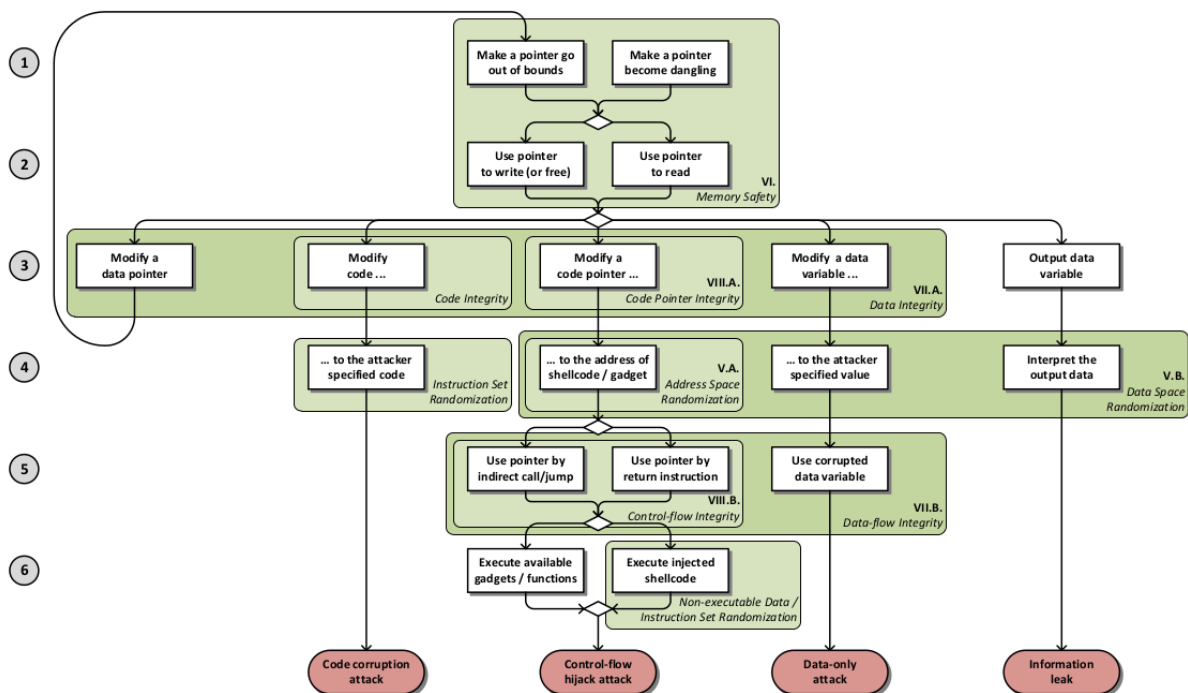 1
Make a pointer go
out of bounds
Make a pointer
become dangling
2
Use pointer
to write (or free)
Use pointer
to read
VI.
Memory Safety
3
Modify a
data pointer
Modify
code ...
Code Integrity
Modify a
code pointer ...
VIII.A.
Code Pointer Integrity
Modify a data
variable ...
VII.A.
Data Integrity
Output data
variable
4
... to the attacker
specified code
Instruction Set
Randomization
... to the address of
shellcode / gadget
V.A.
Address Space
Randomization
... to the attacker
specified value
Interpret the
output data
V.B.
Data Space
Randomization
5
Use pointer by
indirect call/jump
Use pointer by
return instruction
VIII.B.
Control-flow Integrity
Use corrupted
data variable
VII.B.
Data-flow Integrity
6
Execute available
gadgets / functions
Execute injected
shellcode
Non-executable Data /
Instruction Set Randomization
Code corruption
attack
Control-flow
hijack attack
Data-only
attack
Information
leak